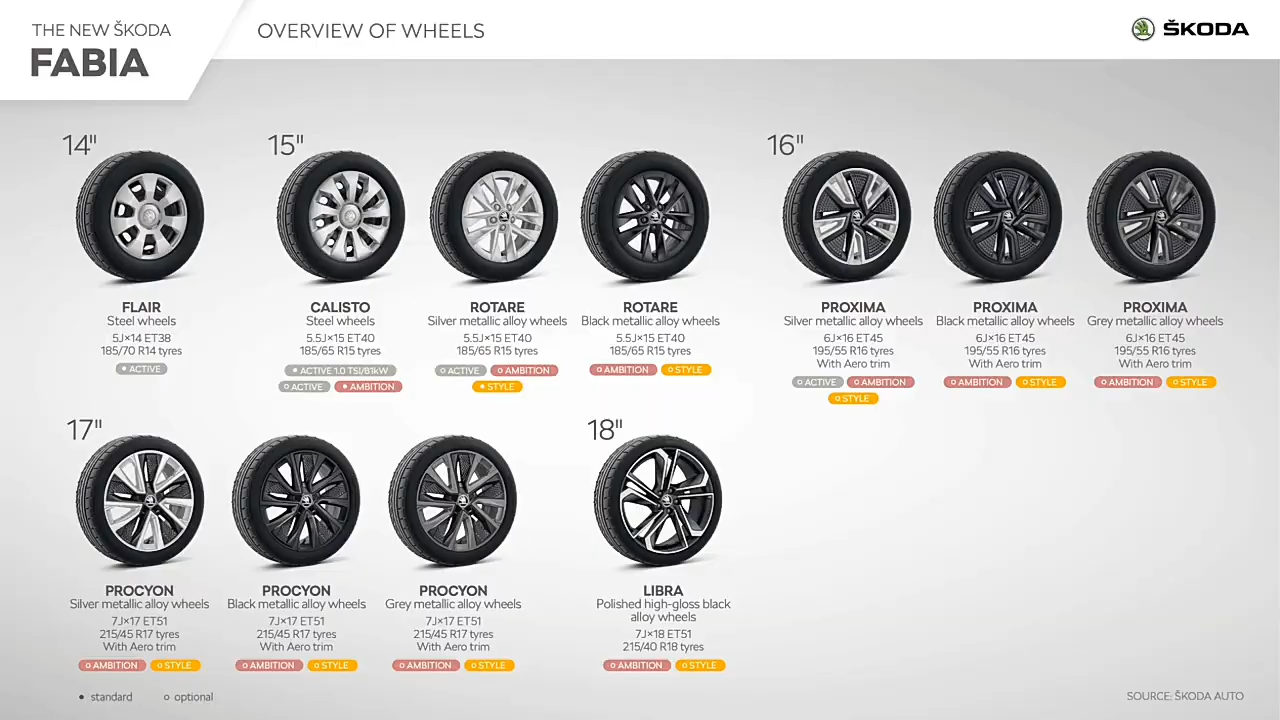 THE NEW ŠKODA
FABIA
OVERVIEW OF WHEELS
ŠKODA
14"
FLAIR
Steel wheels
5J×14 ET38
185/70 R14 tyres
• ACTIVE
15"
CALISTO
Steel wheels
5.5J×15 ET40
185/65 R15 tyres
• ACTIVE 1.0 TSI/81kW
○ ACTIVE • AMBITION
ROTARE
Silver metallic alloy wheels
5.5J×15 ET40
185/65 R15 tyres
○ ACTIVE ○ AMBITION
• STYLE
ROTARE
Black metallic alloy wheels
5.5J×15 ET40
185/65 R15 tyres
○ AMBITION ○ STYLE
16"
PROXIMA
Silver metallic alloy wheels
6J×16 ET45
195/55 R16 tyres
With Aero trim
○ ACTIVE ○ AMBITION
○ STYLE
PROXIMA
Black metallic alloy wheels
6J×16 ET45
195/55 R16 tyres
With Aero trim
○ AMBITION ○ STYLE
PROXIMA
Grey metallic alloy wheels
6J×16 ET45
195/55 R16 tyres
With Aero trim
○ AMBITION ○ STYLE
17"
PROCYON
Silver metallic alloy wheels
7J×17 ET51
215/45 R17 tyres
With Aero trim
○ AMBITION ○ STYLE
PROCYON
Black metallic alloy wheels
7J×17 ET51
215/45 R17 tyres
With Aero trim
○ AMBITION ○ STYLE
PROCYON
Grey metallic alloy wheels
7J×17 ET51
215/45 R17 tyres
With Aero trim
○ AMBITION ○ STYLE
18"
LIBRA
Polished high-gloss black
alloy wheels
7J×18 ET51
215/40 R18 tyres
○ AMBITION ○ STYLE
• standard ○ optional
SOURCE: ŠKODA AUTO